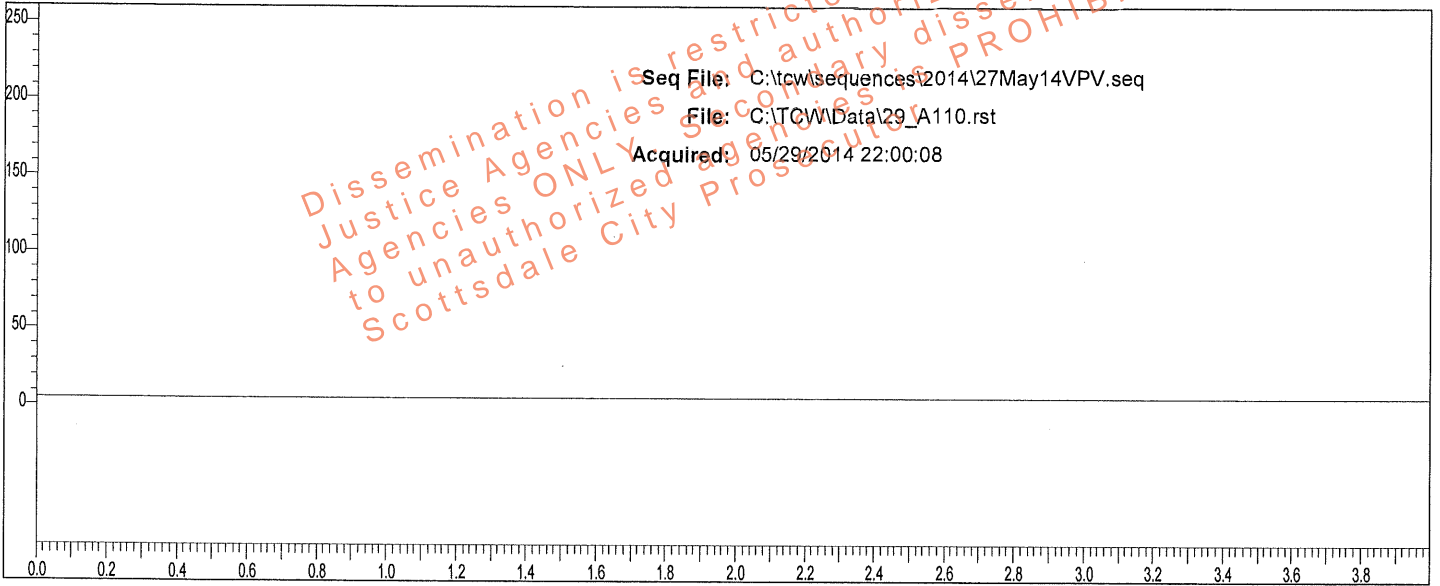 250
200
150
100
50
0
Seq File: C:\tcw\sequences\2014\27May14VPV.seq
File: C:\TCW\Data\29_A110.rst
Acquired: 05/29/2014 22:00:08
Dissemination is
Justice Agencies and
Agencies ONLY. Secondary
to unauthorized agencies is PROHIB
Scottsdale City Prosecutor
0.0 0.2 0.4 0.6 0.8 1.0 1.2 1.4 1.6 1.8 2.0 2.2 2.4 2.6 2.8 3.0 3.2 3.4 3.6 3.8